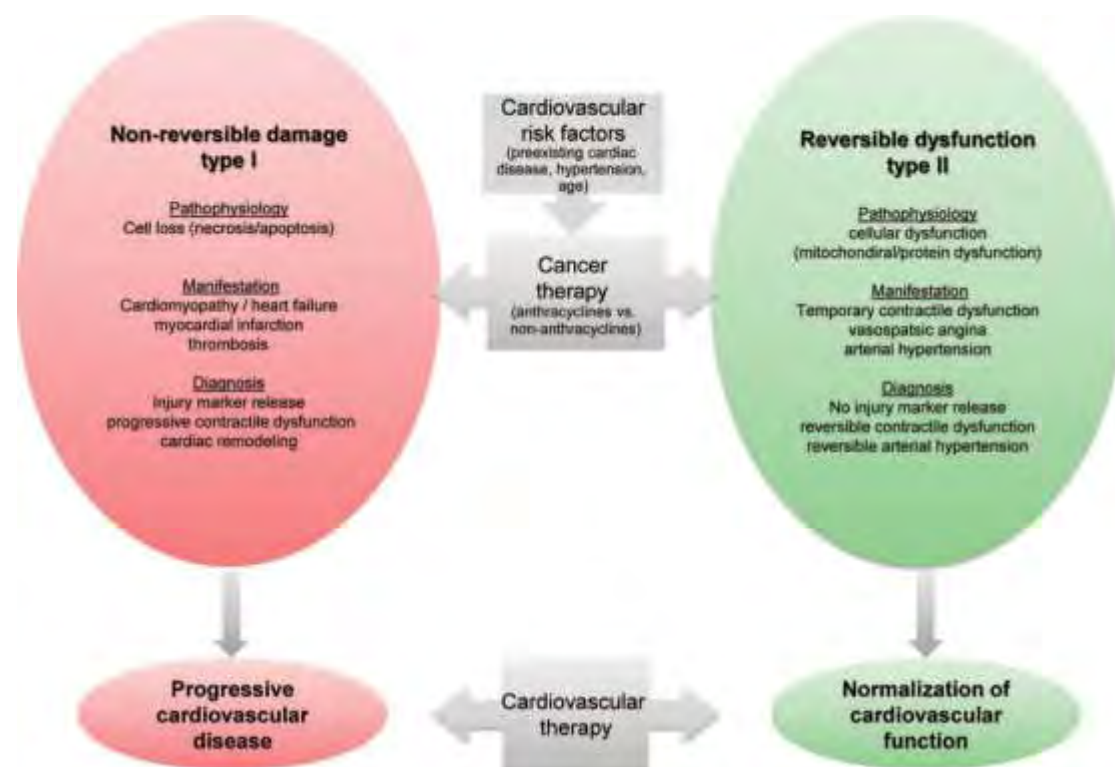 Non-reversible damage
type I
Pathophysiology
Cell loss (necrosis/apoptosis)
Manifestation
Cardiomyopathy / heart failure
myocardial infarction
thrombosis
Diagnosis
Injury marker release
progressive contractile dysfunction
cardiac remodeling
Cardiovascular
risk factors
(preexisting cardiac
disease, hypertension,
age)
Cancer
therapy
(anthracyclines vs.
non-anthracyclines)
Reversible dysfunction
type II
Pathophysiology
cellular dysfunction
(mitochondiral/protein dysfunction)
Manifestation
Temporary contractile dysfunction
vasospatsic angina
arterial hypertension
Diagnosis
No injury marker release
reversible contractile dysfunction
reversible arterial hypertension
Progressive
cardiovascular
disease
Cardiovascular
therapy
Normalization of
cardiovascular
function